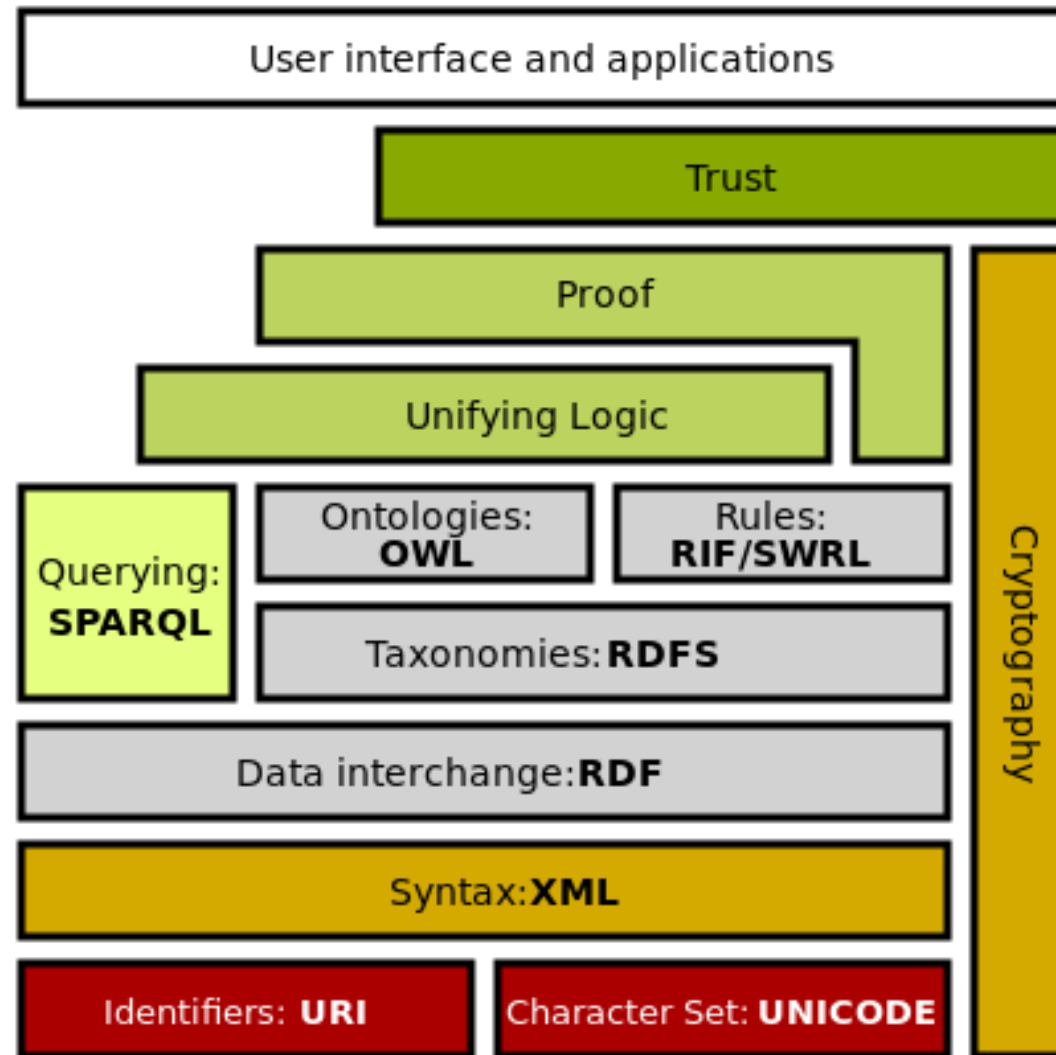 User interface and applications
Trust
Proof
Unifying Logic
Ontologies:
OWL
Rules:
RIF/SWRL
Querying:
SPARQL
Taxonomies: RDFS
Cryptography
Data interchange: RDF
Syntax: XML
Identifiers: URI
Character Set: UNICODE